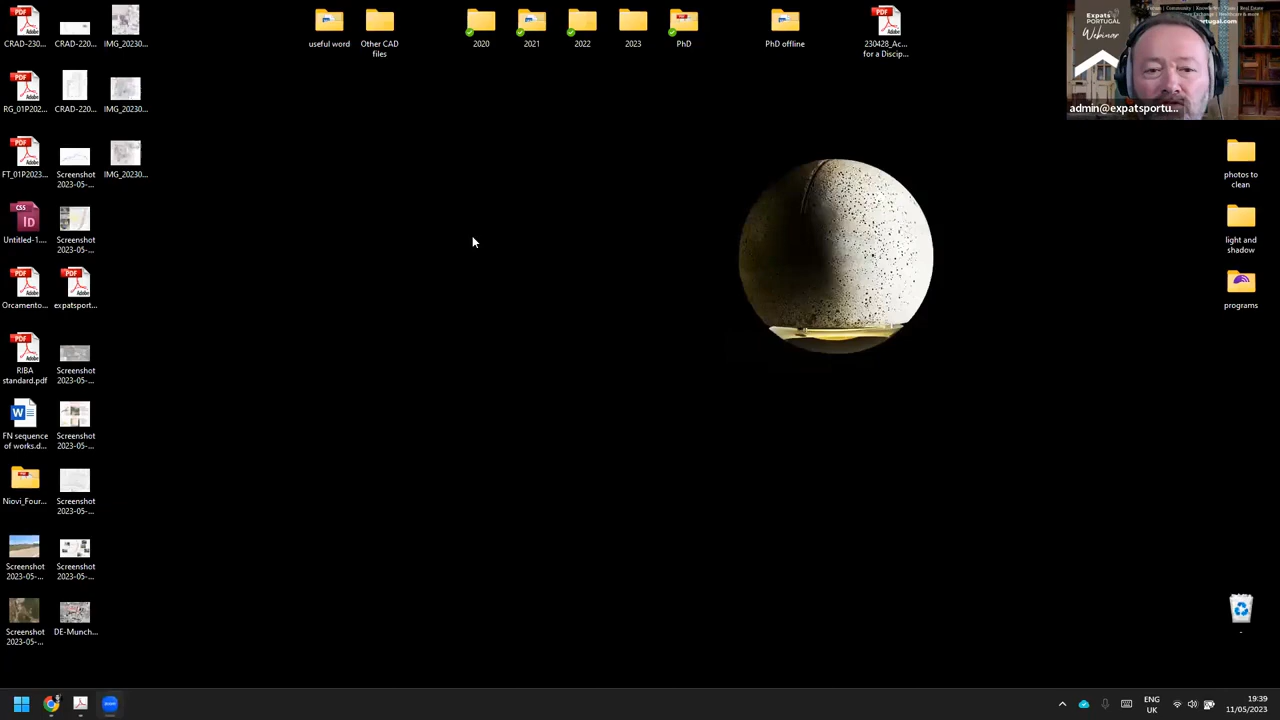 CRAD-230...
CRAD-220...
IMG_20230...
useful word
Other CAD
files
2020
2021
2022
2023
PhD
PhD offline
230428_Ac...
for a Discip...
Expats
PORTUGAL
Webinar
admin@expatsportu...
RG_01P202...
CRAD-220...
IMG_20230...
FT_01P2023...
Screenshot
2023-05-...
IMG_20230...
photos to
clean
Untitled-1....
Screenshot
2023-05-...
light and
shadow
Orcamento...
expatsport...
programs
RIBA
standard.pdf
Screenshot
2023-05-...
FN sequence
of works.d...
Screenshot
2023-05-...
Niovi_Four...
Screenshot
2023-05-...
Screenshot
2023-05-...
Screenshot
2023-05-...
Screenshot
2023-05-...
DE-Munch...
ENG
UK
19:39
11/05/2023